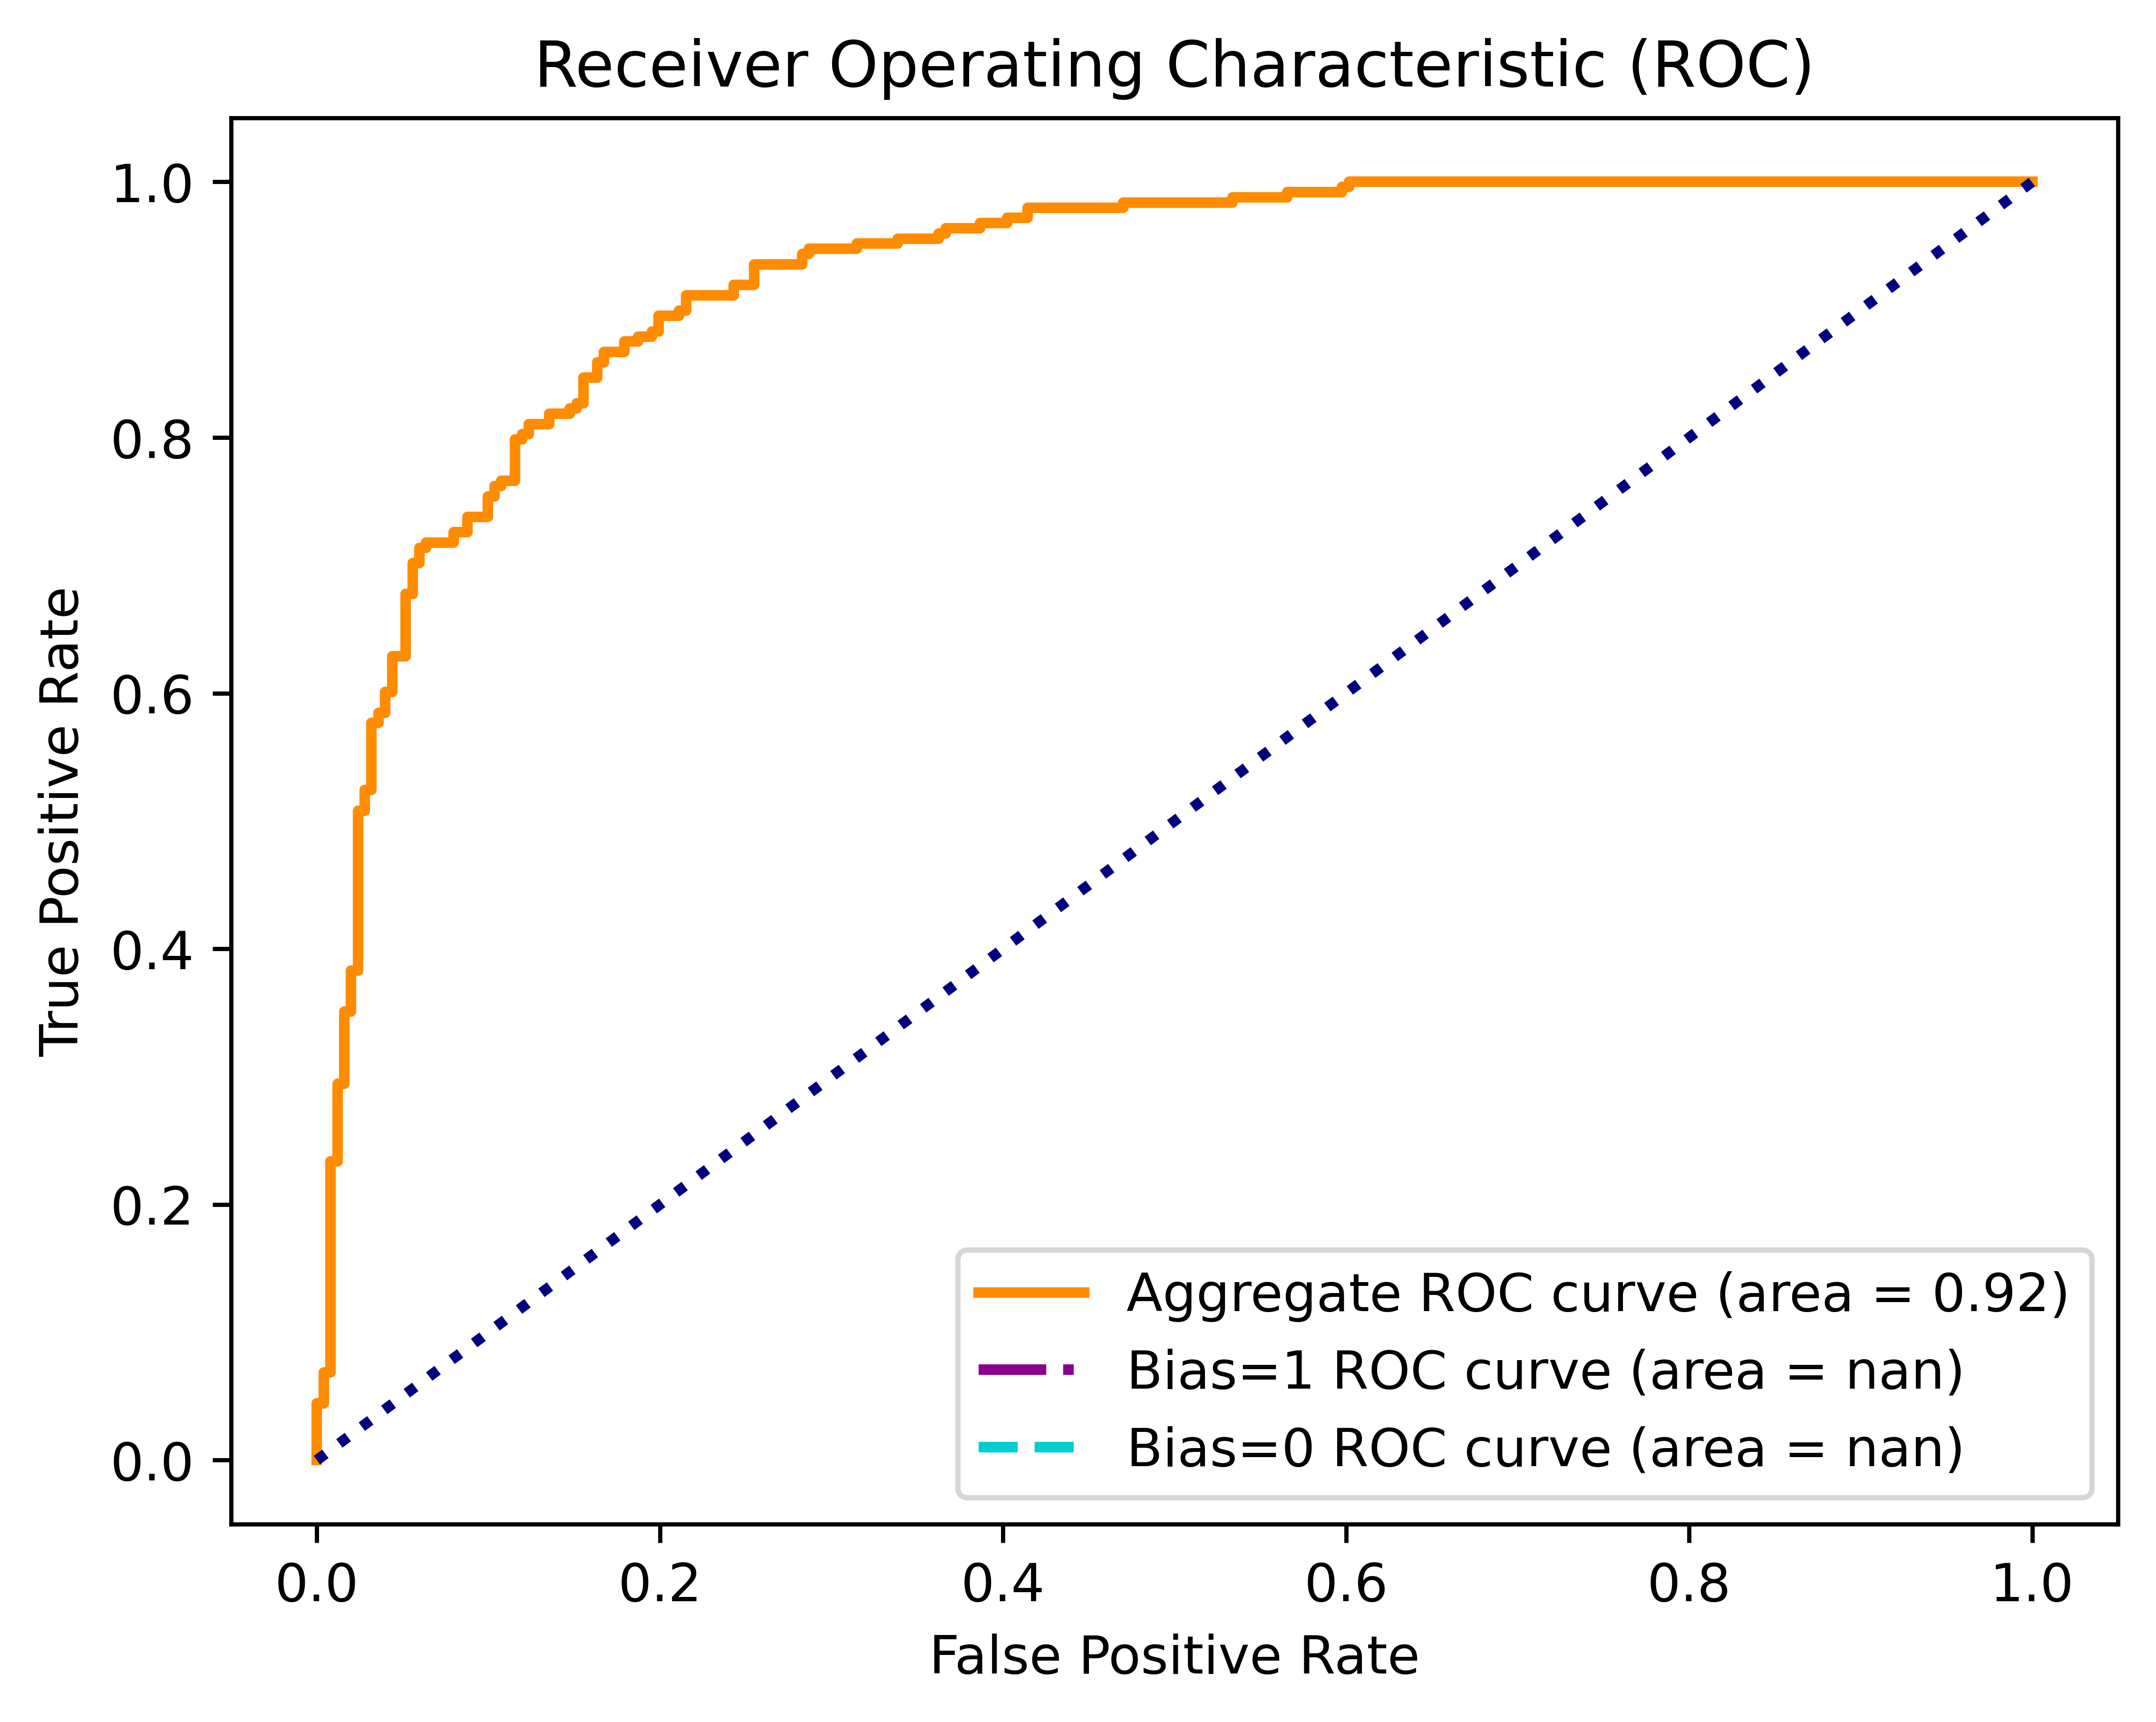 Receiver Operating Characteristic (ROC)
1.0
0.8
0.6
0.4
0.2
0.0
True Positive Rate
Aggregate ROC curve (area = 0.92)
Bias=1 ROC curve (area = nan)
Bias=0 ROC curve (area = nan)
0.0 0.2 0.4 0.6 0.8 1.0
False Positive Rate